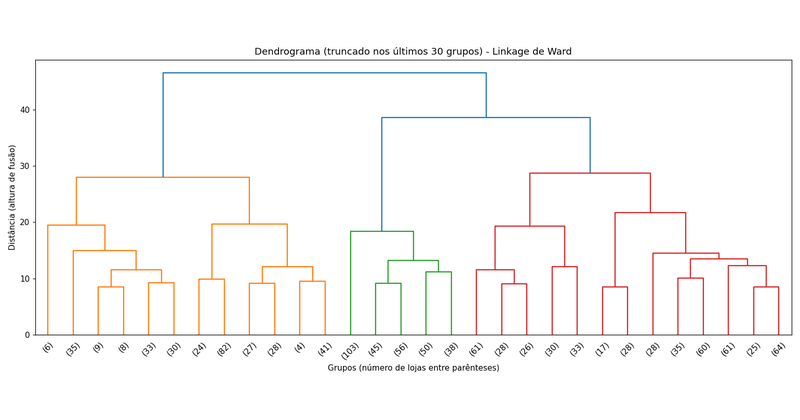 Dendrograma (truncado nos últimos 30 grupos) - Linkage de Ward
Distância (altura de fusão)
40
30
20
10
0
(6) (35) (9) (8) (33) (30) (24) (82) (27) (28) (4) (41) (103) (45) (56) (50) (38) (61) (28) (26) (30) (33) (17) (28) (28) (35) (60) (61) (25) (64)
Grupos (número de lojas entre parênteses)